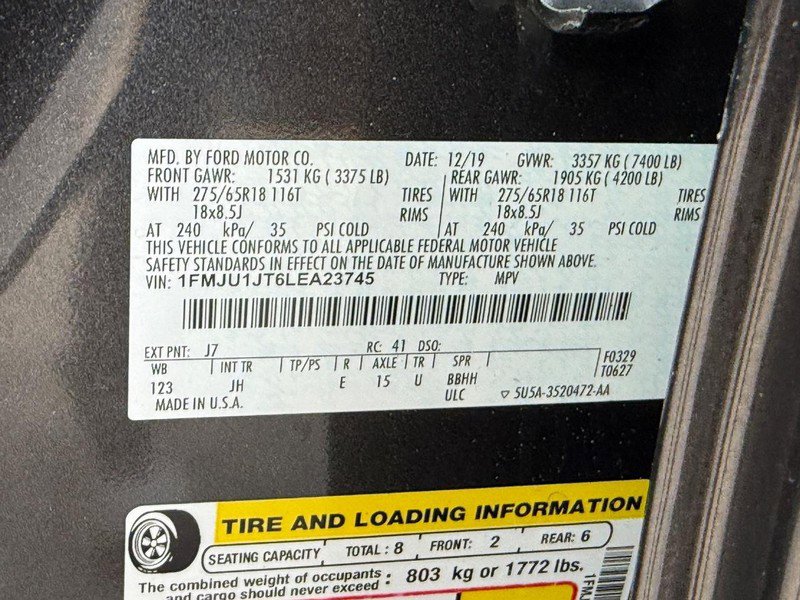 MFD. BY FORD MOTOR CO. DATE: 12/19 GVWR: 3357 KG ( 7400 LB)
FRONT GAWR: 1531 KG ( 3375 LB) REAR GAWR: 1905 KG ( 4200 LB)
WITH 275/65R18 116T TIRES WITH 275/65R18 116T TIRES
18x8.5J RIMS 18x8.5J RIMS
AT 240 kPa/ 35 PSI COLD AT 240 kPa/ 35 PSI COLD
THIS VEHICLE CONFORMS TO ALL APPLICABLE FEDERAL MOTOR VEHICLE
SAFETY STANDARDS IN EFFECT ON THE DATE OF MANUFACTURE SHOWN ABOVE.
VIN: 1FMJU1JT6LEA23745 TYPE: MPV
EXT PNT: J7 RC: 41 DSO:
WB INT TR TP/PS R AXLE TR SPR F0329
123 JH E 15 U BBHH T0627
ULC 5U5A-3520472-AA
MADE IN U.S.A.
TIRE AND LOADING INFORMATION
SEATING CAPACITY TOTAL : 8 FRONT: 2 REAR: 6
The combined weight of occupants : 803 kg or 1772 lbs.
and cargo should never exceed
1FMJ